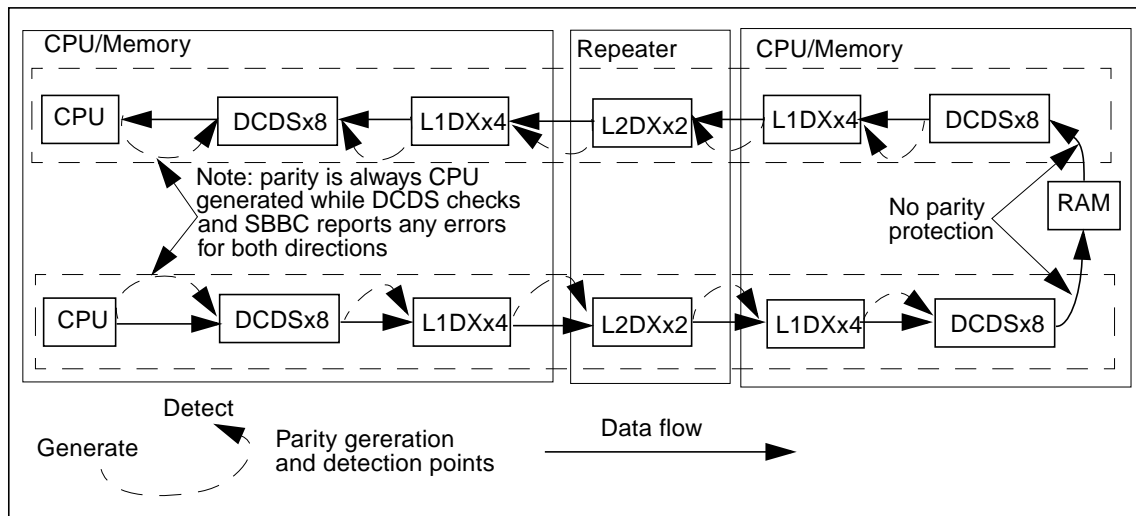 CPU/Memory
Repeater
CPU/Memory
CPU
DCDSx8
L1DXx4
L2DXx2
L1DXx4
DCDSx8
Note: parity is always CPU
generated while DCDS checks
and SBBC reports any errors
for both directions
No parity
protection
RAM
CPU
DCDSx8
L1DXx4
L2DXx2
L1DXx4
DCDSx8
Detect
Generate
Parity gereration
and detection points
Data flow